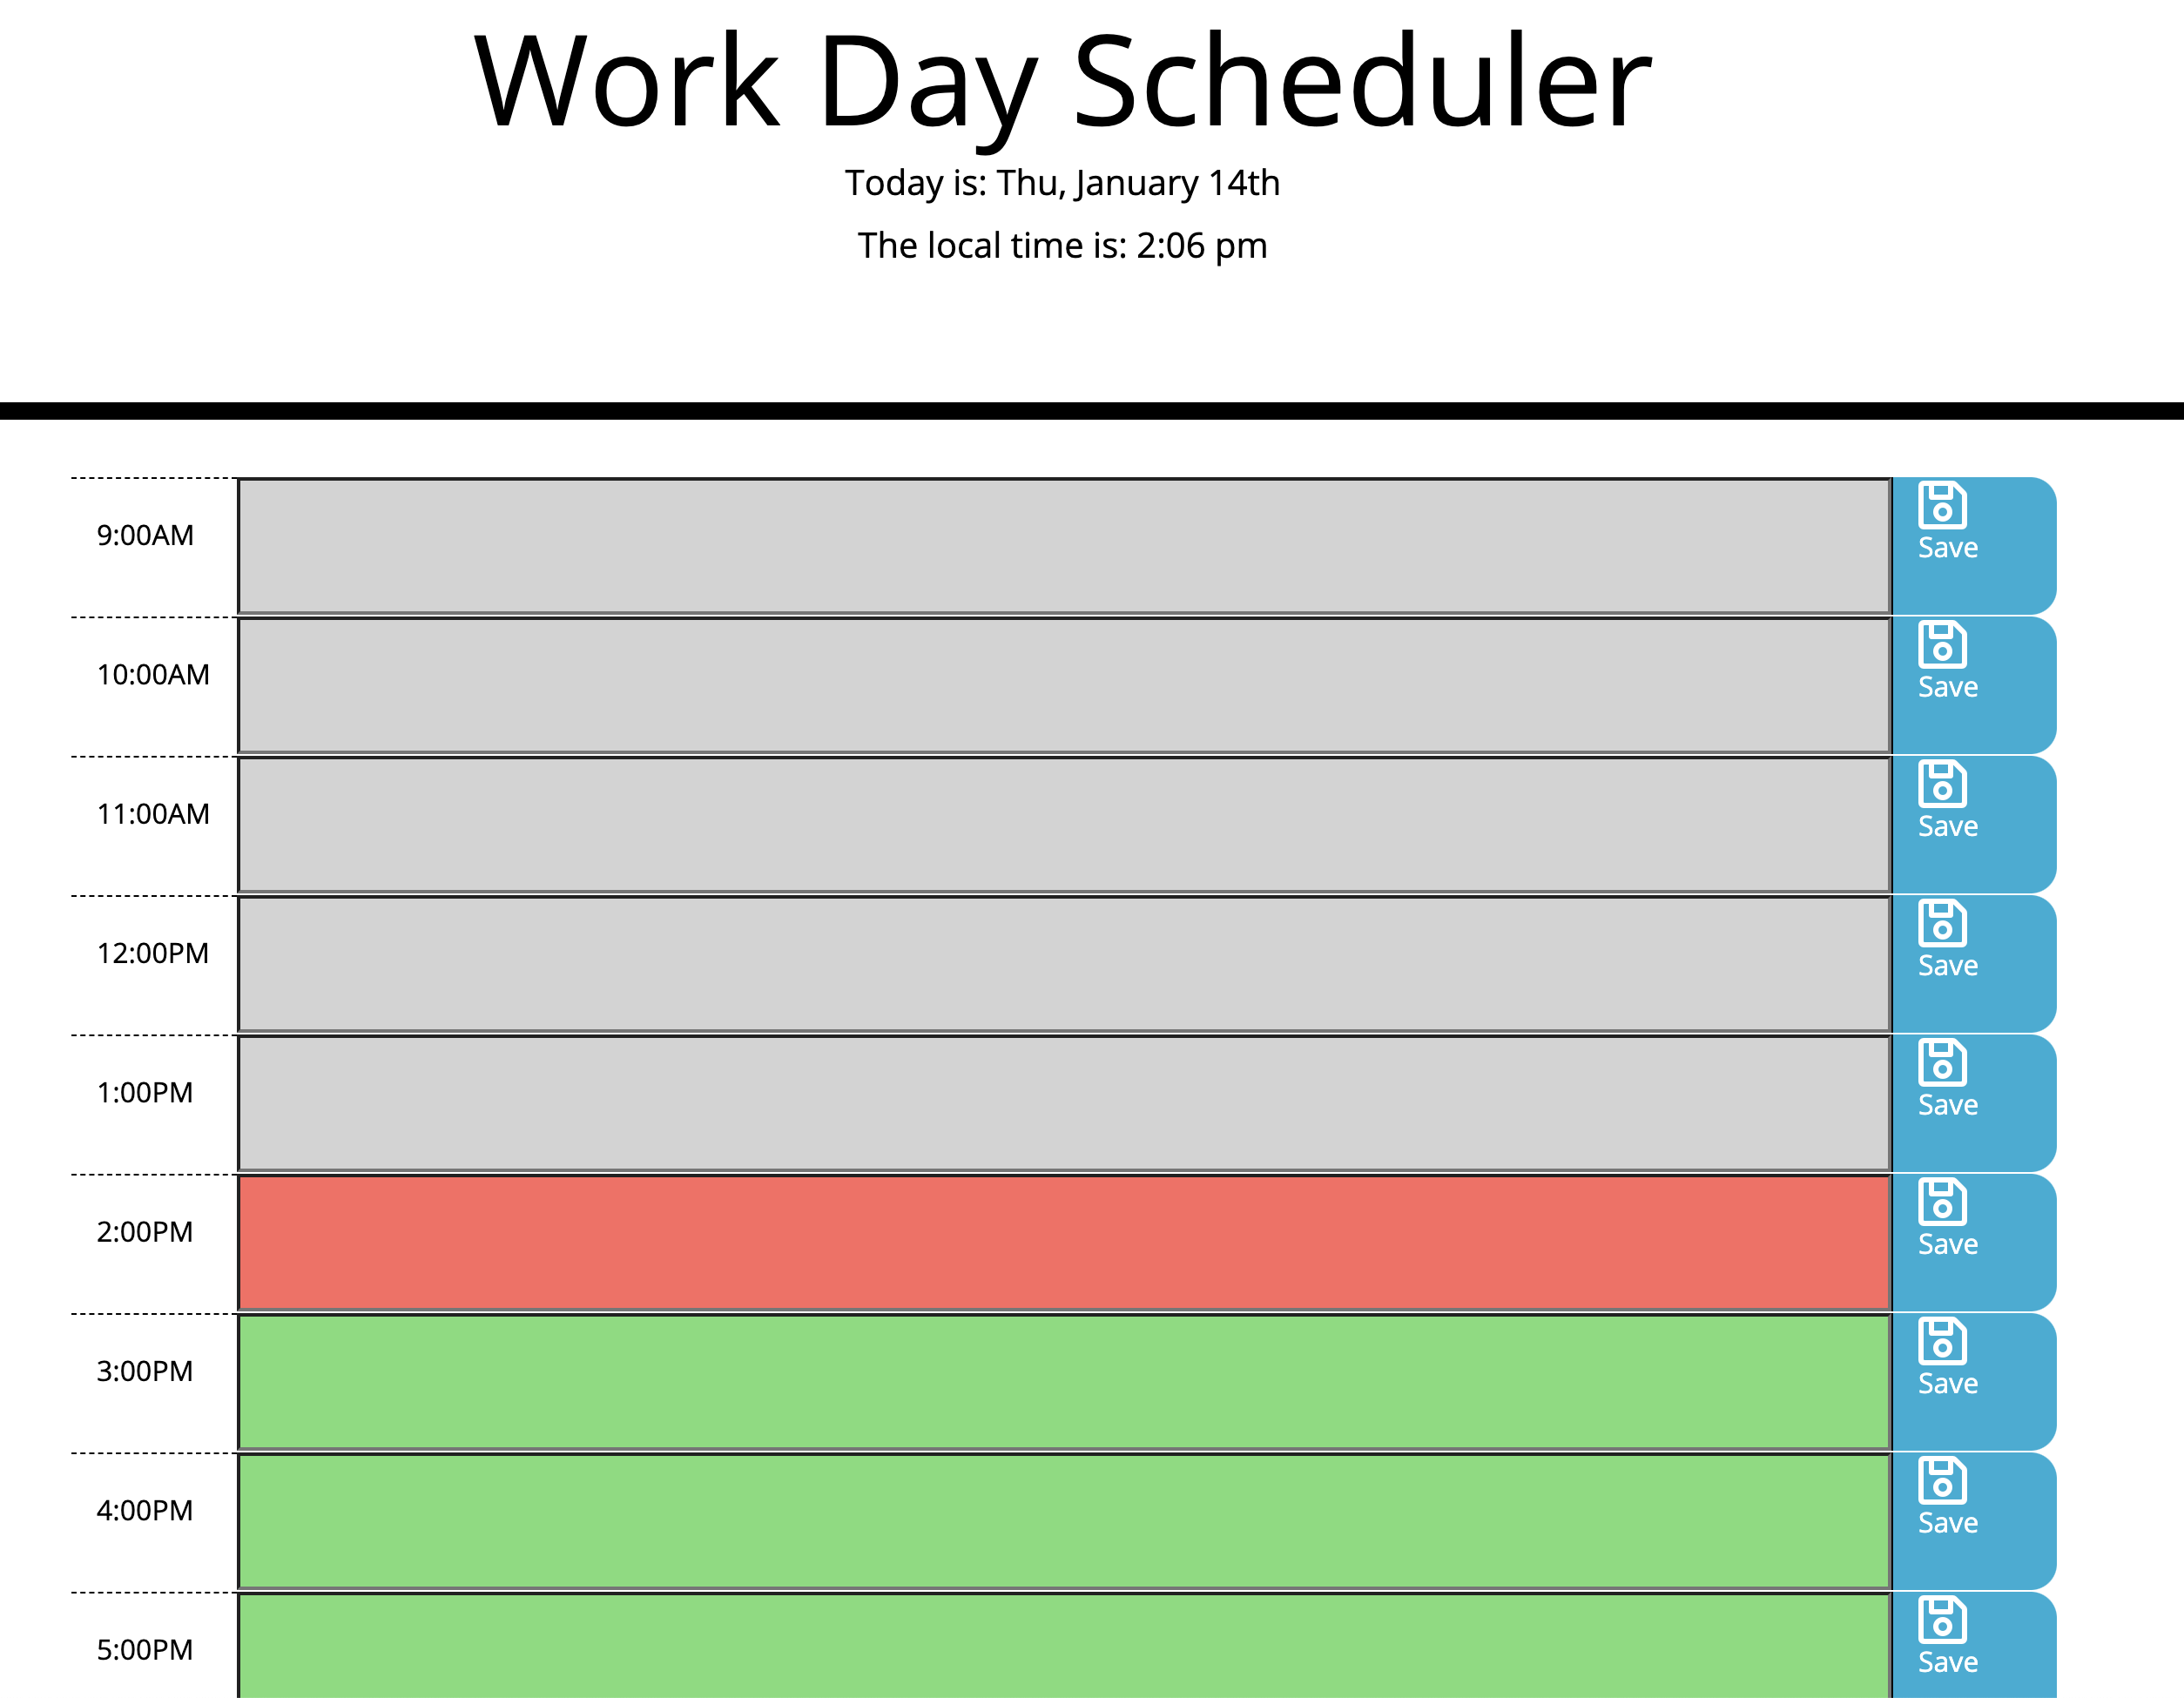 Work Day Scheduler
Today is: Thu, January 14th
The local time is: 2:06 pm
9:00AM
Save
10:00AM
Save
11:00AM
Save
12:00PM
Save
1:00PM
Save
2:00PM
Save
3:00PM
Save
4:00PM
Save
5:00PM
Save